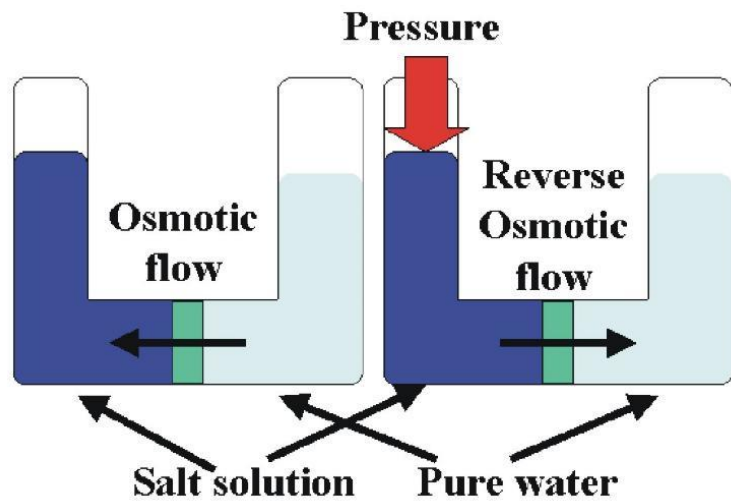 Pressure
Osmotic
flow
Reverse
Osmotic
flow
Salt solution
Pure water